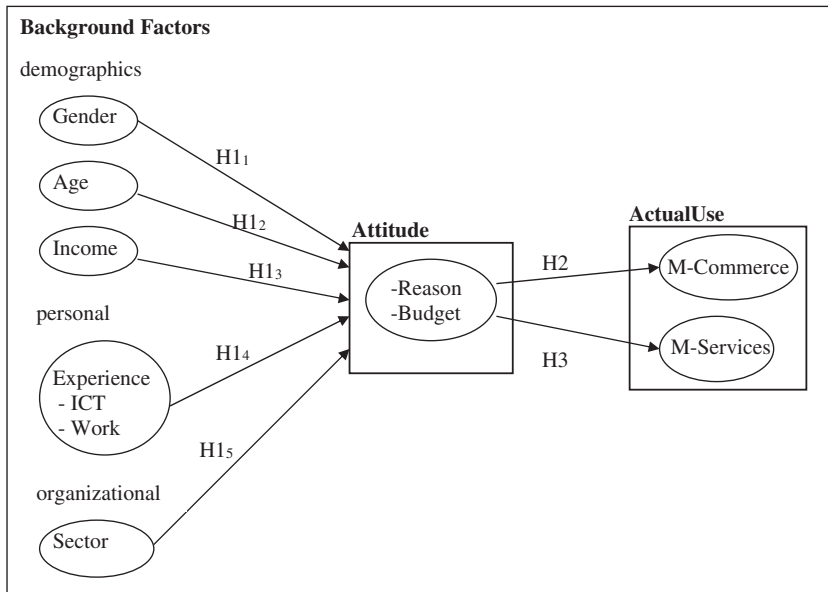 Background Factors
demographics
Gender
H1₁
Age
H1₂
ActualUse
Attitude
Income
H1₃
H2
M-Commerce
-Reason
-Budget
personal
H1₄
M-Services
H3
Experience
- ICT
- Work
H1₅
organizational
Sector